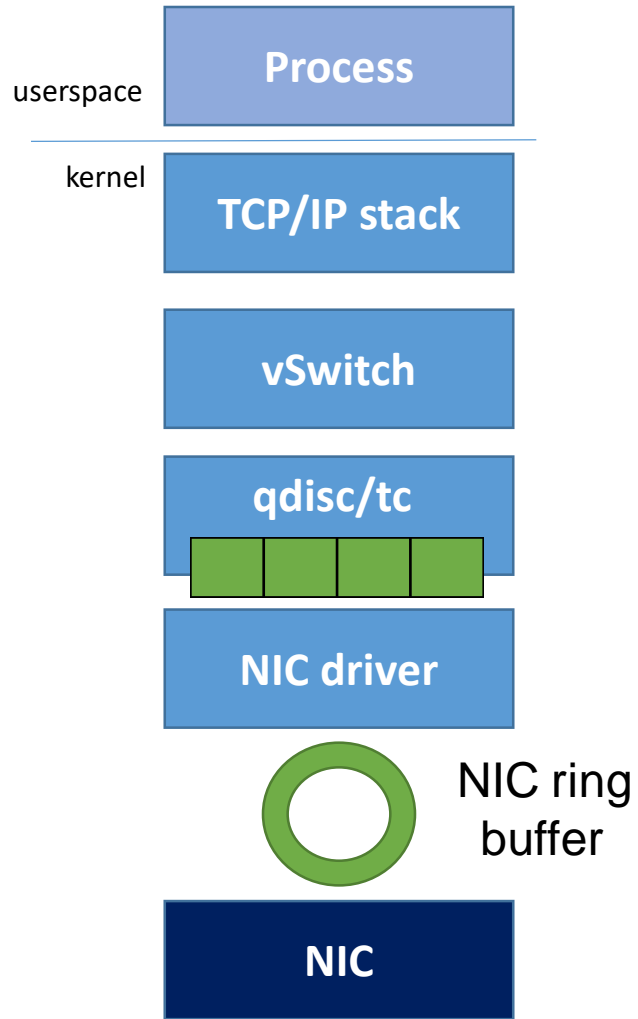 Process
userspace
kernel
TCP/IP stack
vSwitch
qdisc/tc
NIC driver
NIC ring
buffer
NIC